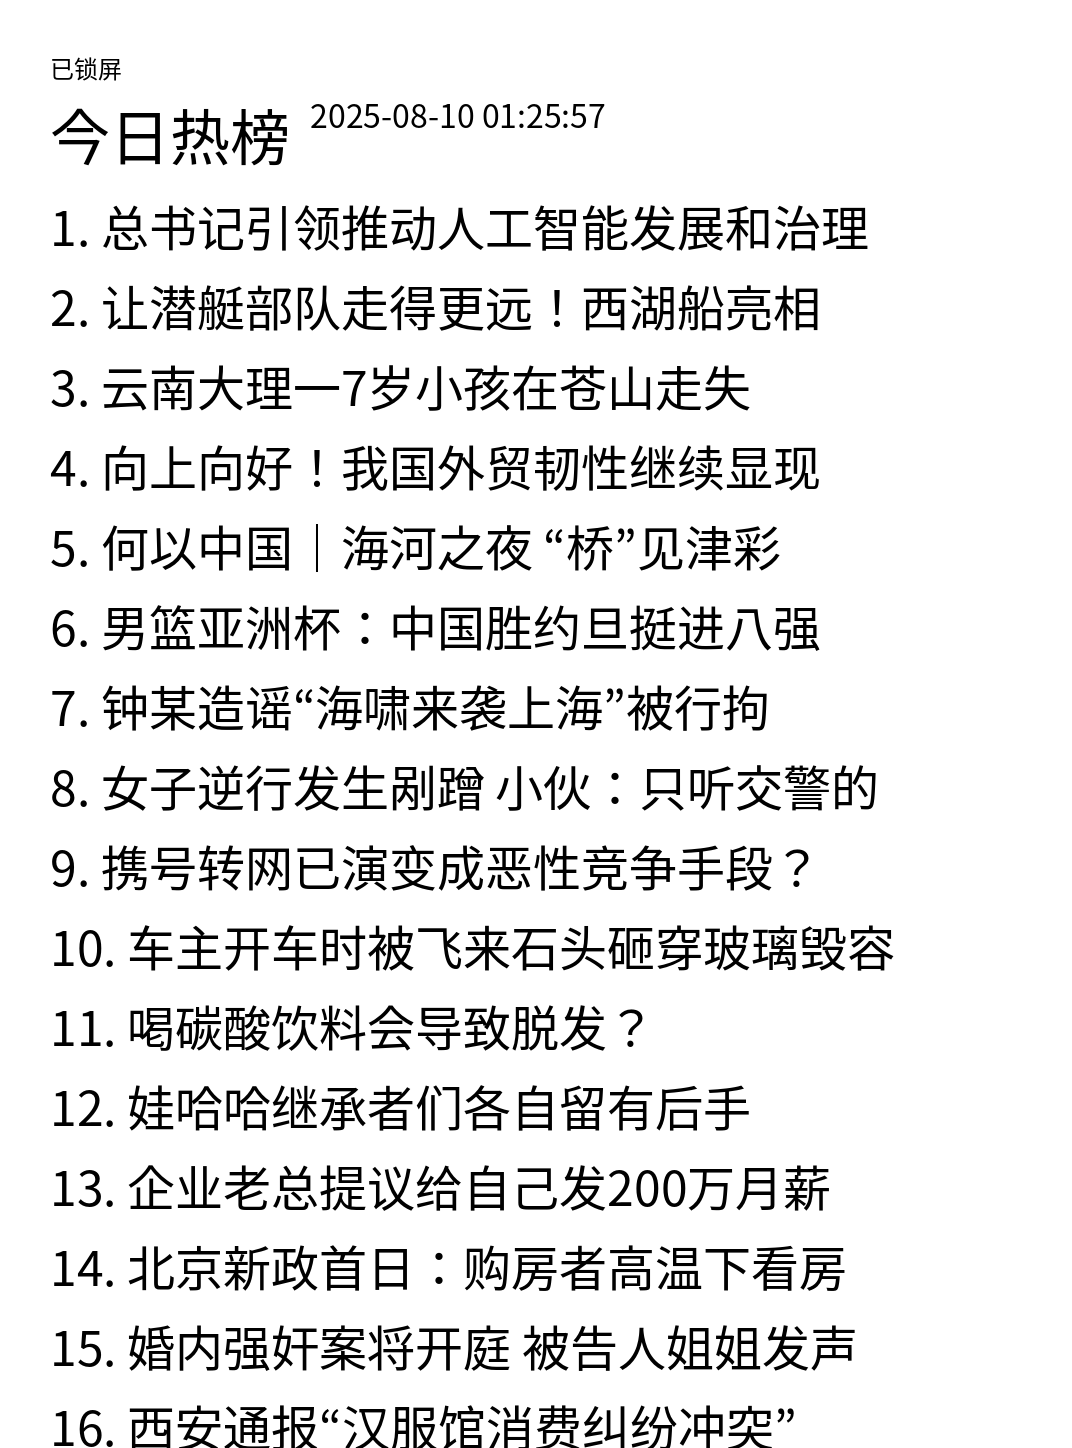 已锁屏
今日热榜 2025-08-10 01:25:57
1. 总书记引领推动人工智能发展和治理
2. 让潜艇部队走得更远！西湖船亮相
3. 云南大理一7岁小孩在苍山走失
4. 向上向好！我国外贸韧性继续显现
5. 何以中国｜海河之夜 “桥”见津彩
6. 男篮亚洲杯：中国胜约旦挺进八强
7. 钟某造谣“海啸来袭上海”被行拘
8. 女子逆行发生剐蹭 小伙：只听交警的
9. 携号转网已演变成恶性竞争手段？
10. 车主开车时被飞来石头砸穿玻璃毁容
11. 喝碳酸饮料会导致脱发？
12. 娃哈哈继承者们各自留有后手
13. 企业老总提议给自己发200万月薪
14. 北京新政首日：购房者高温下看房
15. 婚内强奸案将开庭 被告人姐姐发声
16. 西安通报“汉服馆消费纠纷冲突”